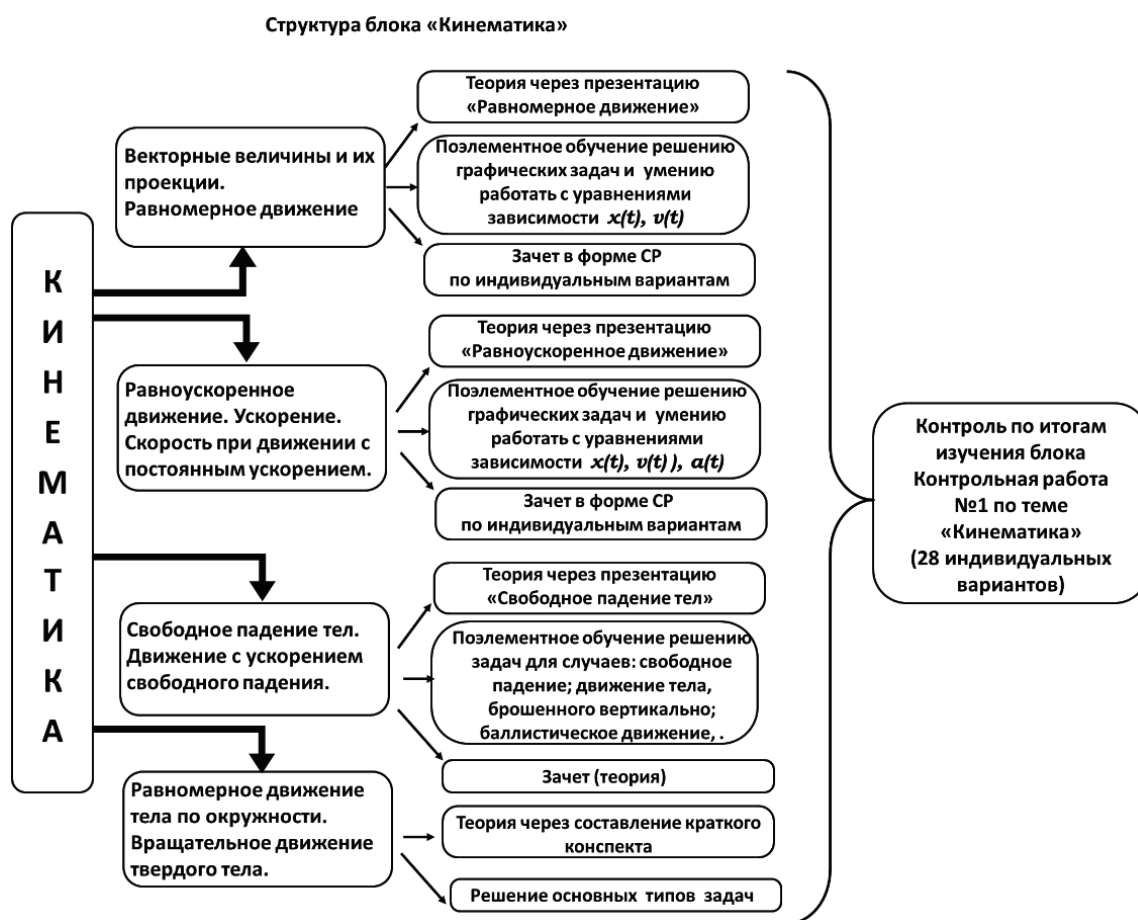 Структура блока «Кинематика»
КИНЕМАТИКА
Векторные величины и их
проекции.
Равномерное движение
Теория через презентацию
«Равномерное движение»
Поэлементное обучение решению
графических задач и умению
работать с уравнениями
зависимости x(t), v(t)
Зачет в форме СР
по индивидуальным вариантам
Равноускоренное
движение. Ускорение.
Скорость при движении с
постоянным ускорением.
Теория через презентацию
«Равноускоренное движение»
Поэлементное обучение решению
графических задач и умению
работать с уравнениями
зависимости x(t), v(t)), a(t)
Зачет в форме СР
по индивидуальным вариантам
Свободное падение тел.
Движение с ускорением
свободного падения.
Теория через презентацию
«Свободное падение тел»
Поэлементное обучение решению
задач для случаев: свободное
падение; движение тела,
брошенного вертикально;
баллистическое движение, .
Зачет (теория)
Равномерное движение
тела по окружности.
Вращательное движение
твердого тела.
Теория через составление краткого
конспекта
Решение основных типов задач
Контроль по итогам
изучения блока
Контрольная работа
№1 по теме
«Кинематика»
(28 индивидуальных
вариантов)